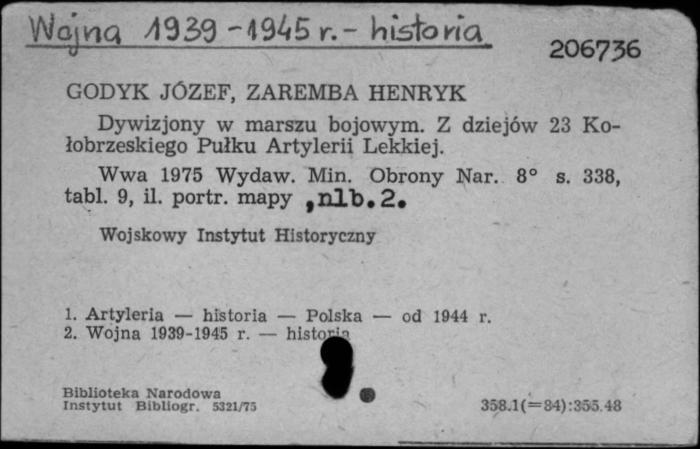 Wojna 1939-1945 r. - historia
206736
GODYK JÓZEF, ZAREMBA HENRYK
Dywizjony w marszu bojowym. Z dziejów 23 Ko-
łobrzeskiego Pułku Artylerii Lekkiej.
Wwa 1975 Wydaw. Min. Obrony Nar. 8° s. 338,
tabl. 9, il. portr. mapy ,nlb.2.
Wojskowy Instytut Historyczny
1. Artyleria — historia — Polska — od 1944 r.
2. Wojna 1939-1945 r. — historia
Biblioteka Narodowa
Instytut Bibliogr. 5321/75
358.1(=84):355.48